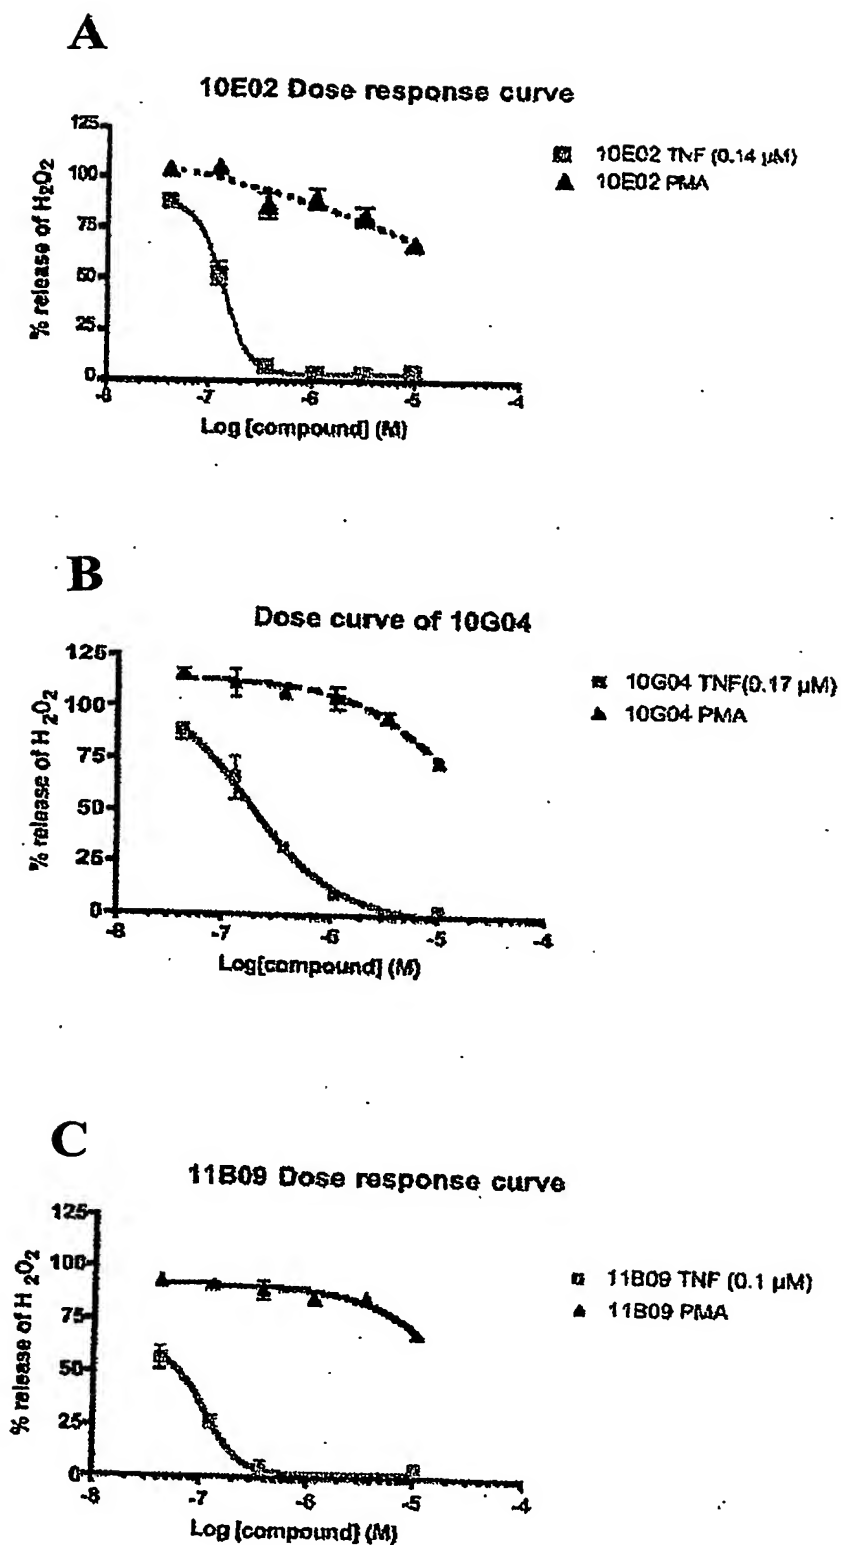 A
10E02 Dose response curve
125
100
75
50
25
0
% release of H₂O₂
-8 -7 -6 -5 -4
Log [compound] (M)
10E02 TNF (0.14 µM)
10E02 PMA
B
Dose curve of 10G04
125
100
75
50
25
0
% release of H₂O₂
-8 -7 -6 -5 -4
Log[compound] (M)
10G04 TNF(0.17 µM)
10G04 PMA
C
11B09 Dose response curve
125
100
75
50
25
0
% release of H₂O₂
-8 -7 -6 -5 -4
Log [compound] (M)
11B09 TNF (0.1 µM)
11B09 PMA